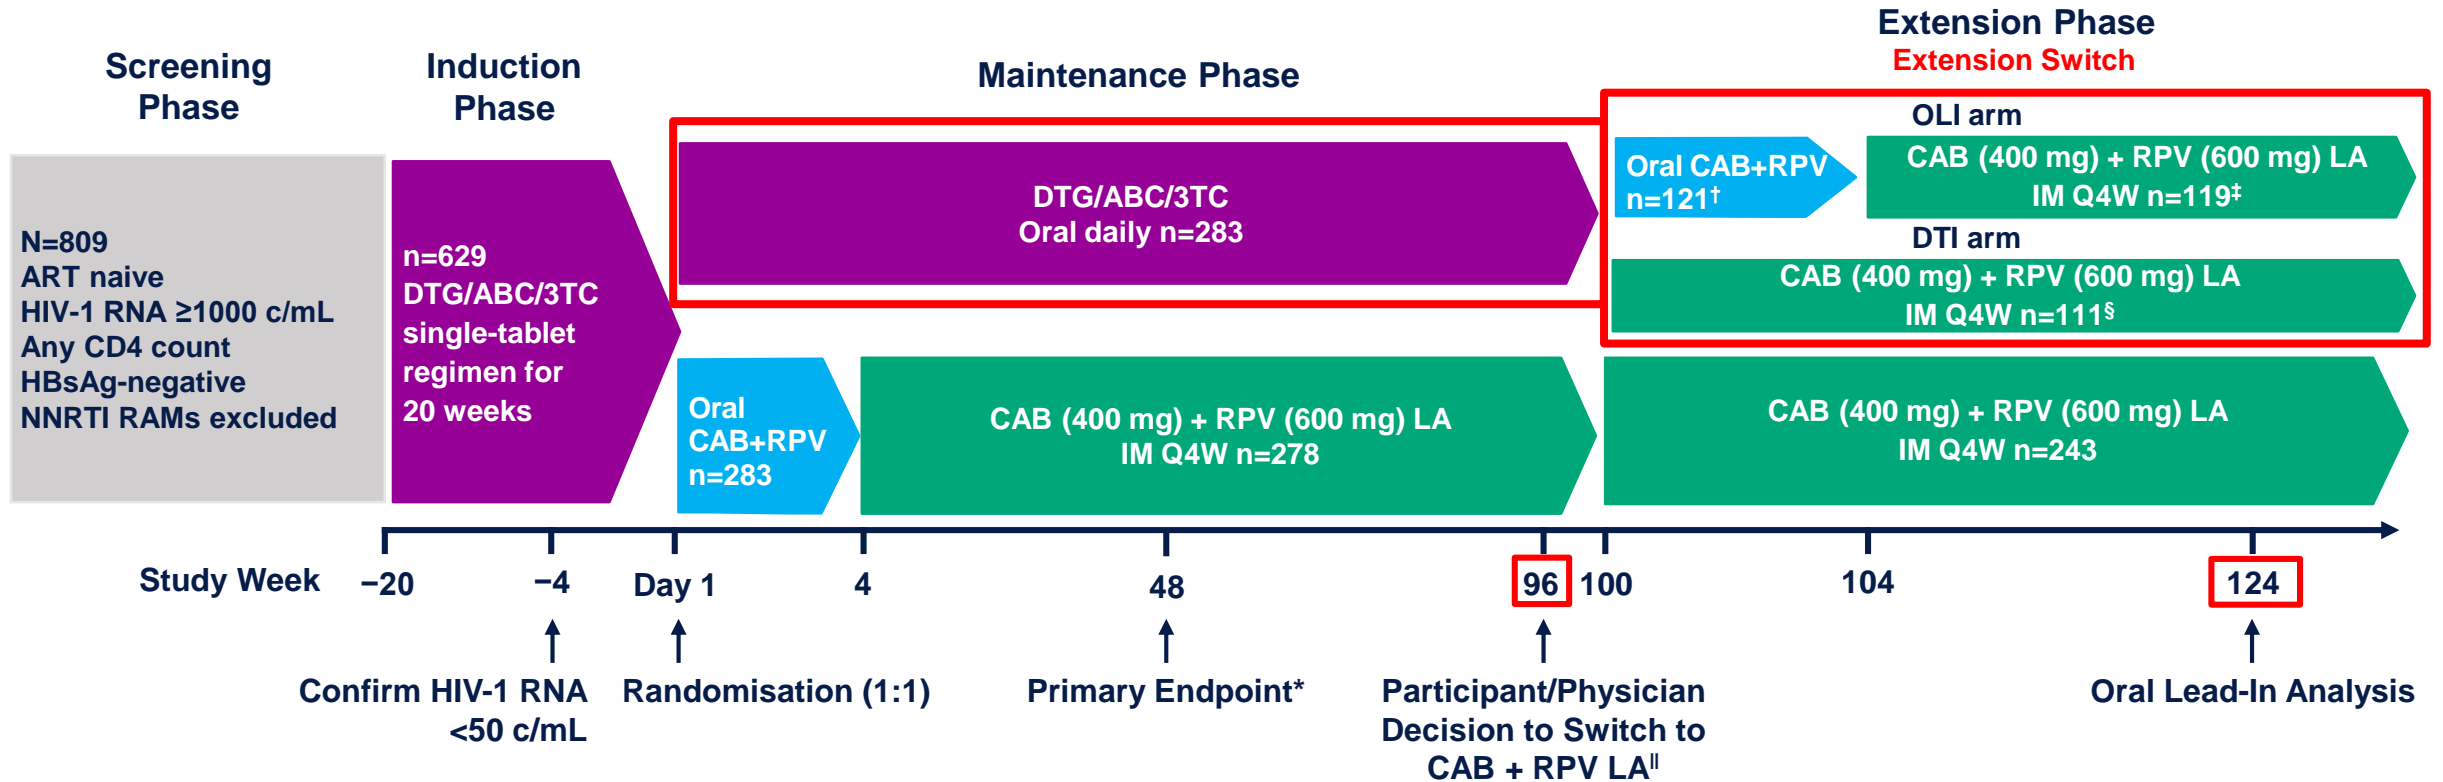 Screening
Phase
Induction
Phase
Maintenance Phase
Extension Phase
Extension Switch
N=809
ART naive
HIV-1 RNA ≥1000 c/mL
Any CD4 count
HBsAg-negative
NNRTI RAMs excluded
n=629
DTG/ABC/3TC
single-tablet
regimen for
20 weeks
DTG/ABC/3TC
Oral daily n=283
OLI arm
Oral CAB+RPV
n=121†
CAB (400 mg) + RPV (600 mg) LA
IM Q4W n=119‡
DTI arm
CAB (400 mg) + RPV (600 mg) LA
IM Q4W n=111§
Oral
CAB+RPV
n=283
CAB (400 mg) + RPV (600 mg) LA
IM Q4W n=278
CAB (400 mg) + RPV (600 mg) LA
IM Q4W n=243
Study Week −20 −4 Day 1 4 48 96 100 104 124
Confirm HIV-1 RNA
<50 c/mL
Randomisation (1:1)
Primary Endpoint*
Participant/Physician
Decision to Switch to
CAB + RPV LA‖
Oral Lead-In Analysis